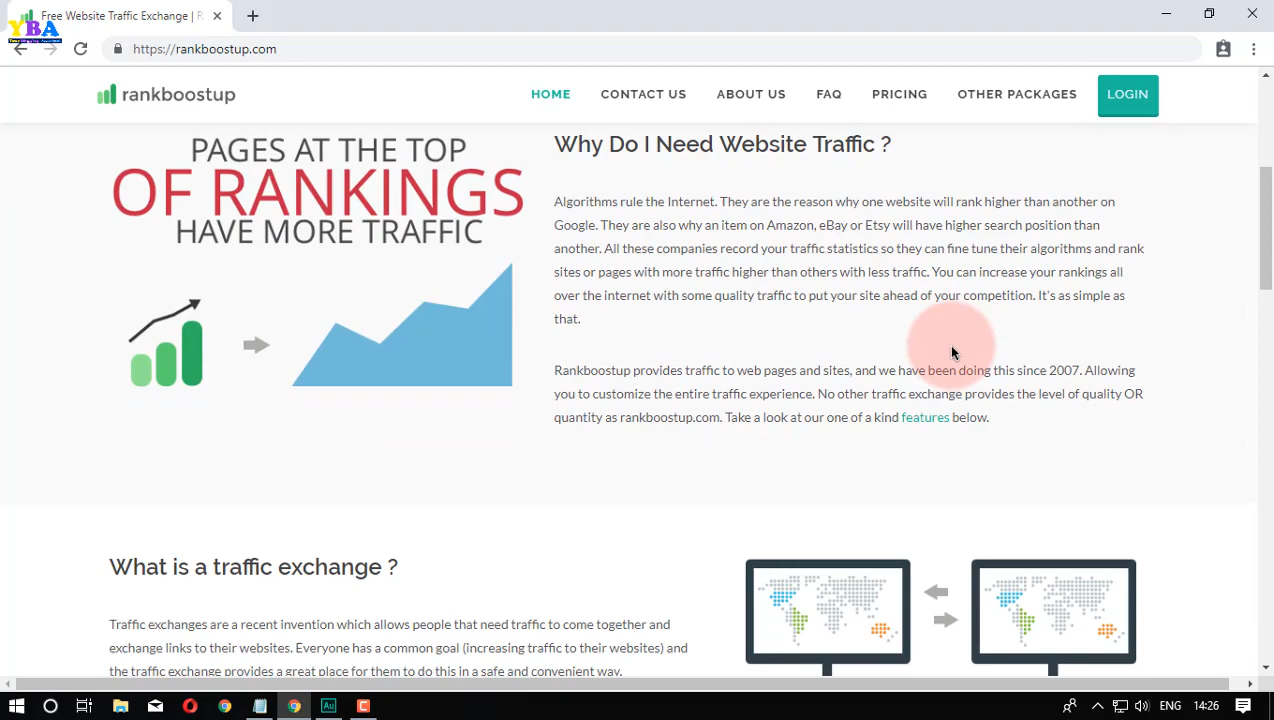 Free Website Traffic Exchange | R
YBA
https://rankboostup.com
rankboostup
HOME
CONTACT US
ABOUT US
FAQ
PRICING
OTHER PACKAGES
LOGIN
PAGES AT THE TOP
OF RANKINGS
HAVE MORE TRAFFIC
Why Do I Need Website Traffic ?
Algorithms rule the Internet. They are the reason why one website will rank higher than another on
Google. They are also why an item on Amazon, eBay or Etsy will have higher search position than
another. All these companies record your traffic statistics so they can fine tune their algorithms and rank
sites or pages with more traffic higher than others with less traffic. You can increase your rankings all
over the internet with some quality traffic to put your site ahead of your competition. It's as simple as
that.
Rankboostup provides traffic to web pages and sites, and we have been doing this since 2007. Allowing
you to customize the entire traffic experience. No other traffic exchange provides the level of quality OR
quantity as rankboostup.com. Take a look at our one of a kind features below.
What is a traffic exchange ?
Traffic exchanges are a recent invention which allows people that need traffic to come together and
exchange links to their websites. Everyone has a common goal (increasing traffic to their websites) and
the traffic exchange provides a great place for them to do this in a safe and convenient way.
Au
ENG
14:26